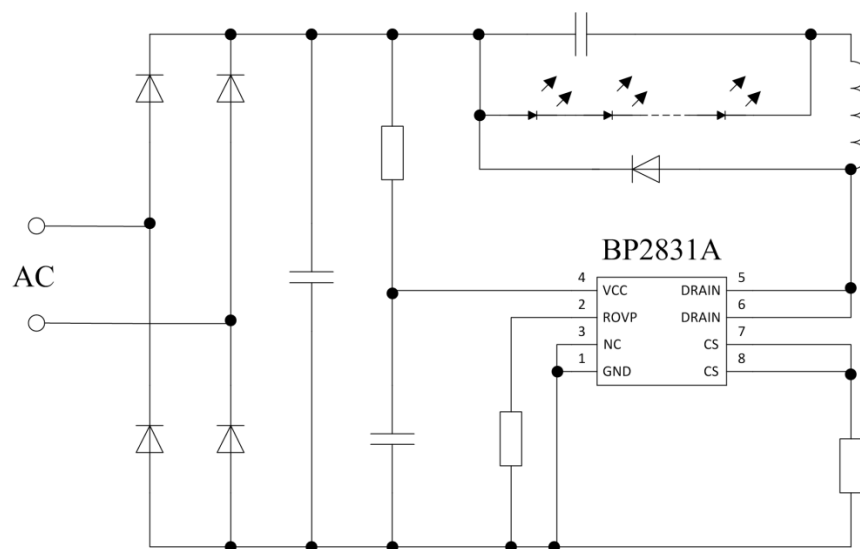 BP2831A
AC
4 VCC DRAIN 5
2 ROVP DRAIN 6
3 NC CS 7
1 GND CS 8